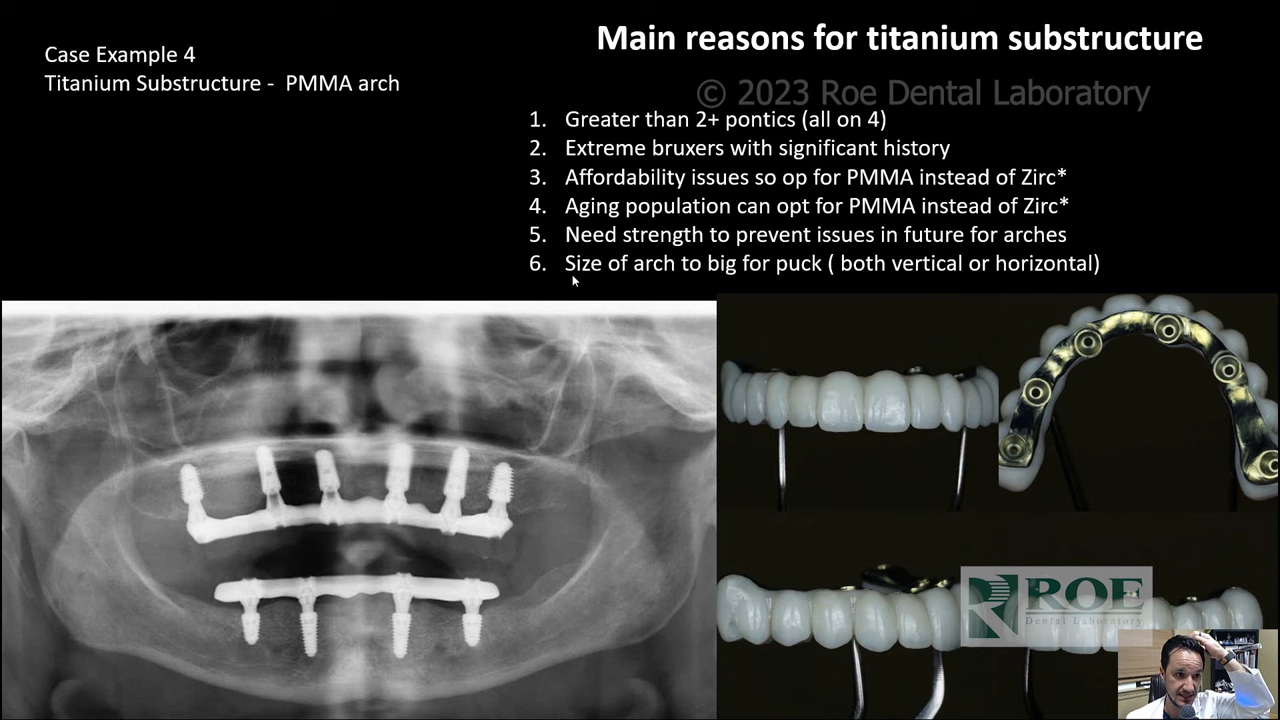 Case Example 4
Titanium Substructure - PMMA arch
Main reasons for titanium substructure
© 2023 Roe Dental Laboratory
1. Greater than 2+ pontics (all on 4)
2. Extreme bruxers with significant history
3. Affordability issues so op for PMMA instead of Zirc*
4. Aging population can opt for PMMA instead of Zirc*
5. Need strength to prevent issues in future for arches
6. Size of arch to big for puck ( both vertical or horizontal)
ROE
Dental Laboratory